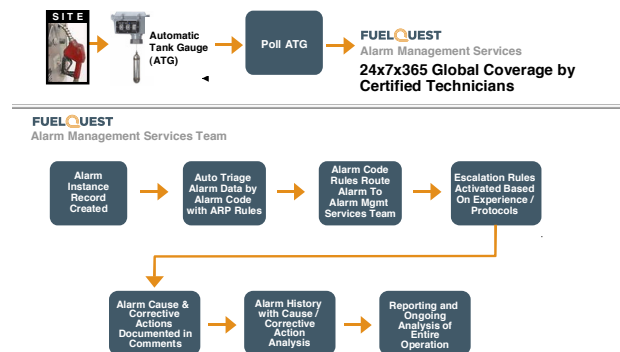 SITE
Automatic
Tank Gauge
(ATG)
Poll ATG
FUELQUEST
Alarm Management Services
24x7x365 Global Coverage by
Certified Technicians
FUELQUEST
Alarm Management Services Team
Alarm
Instance
Record
Created
Auto Triage
Alarm Data by
Alarm Code
with ARP Rules
Alarm Code
Rules Route
Alarm To
Alarm Mgmt
Services Team
Escalation Rules
Activated Based
On Experience /
Protocols
Alarm Cause &
Corrective
Actions
Documented in
Comments
Alarm History
with Cause /
Corrective
Action
Analysis
Reporting and
Ongoing
Analysis of
Entire
Operation